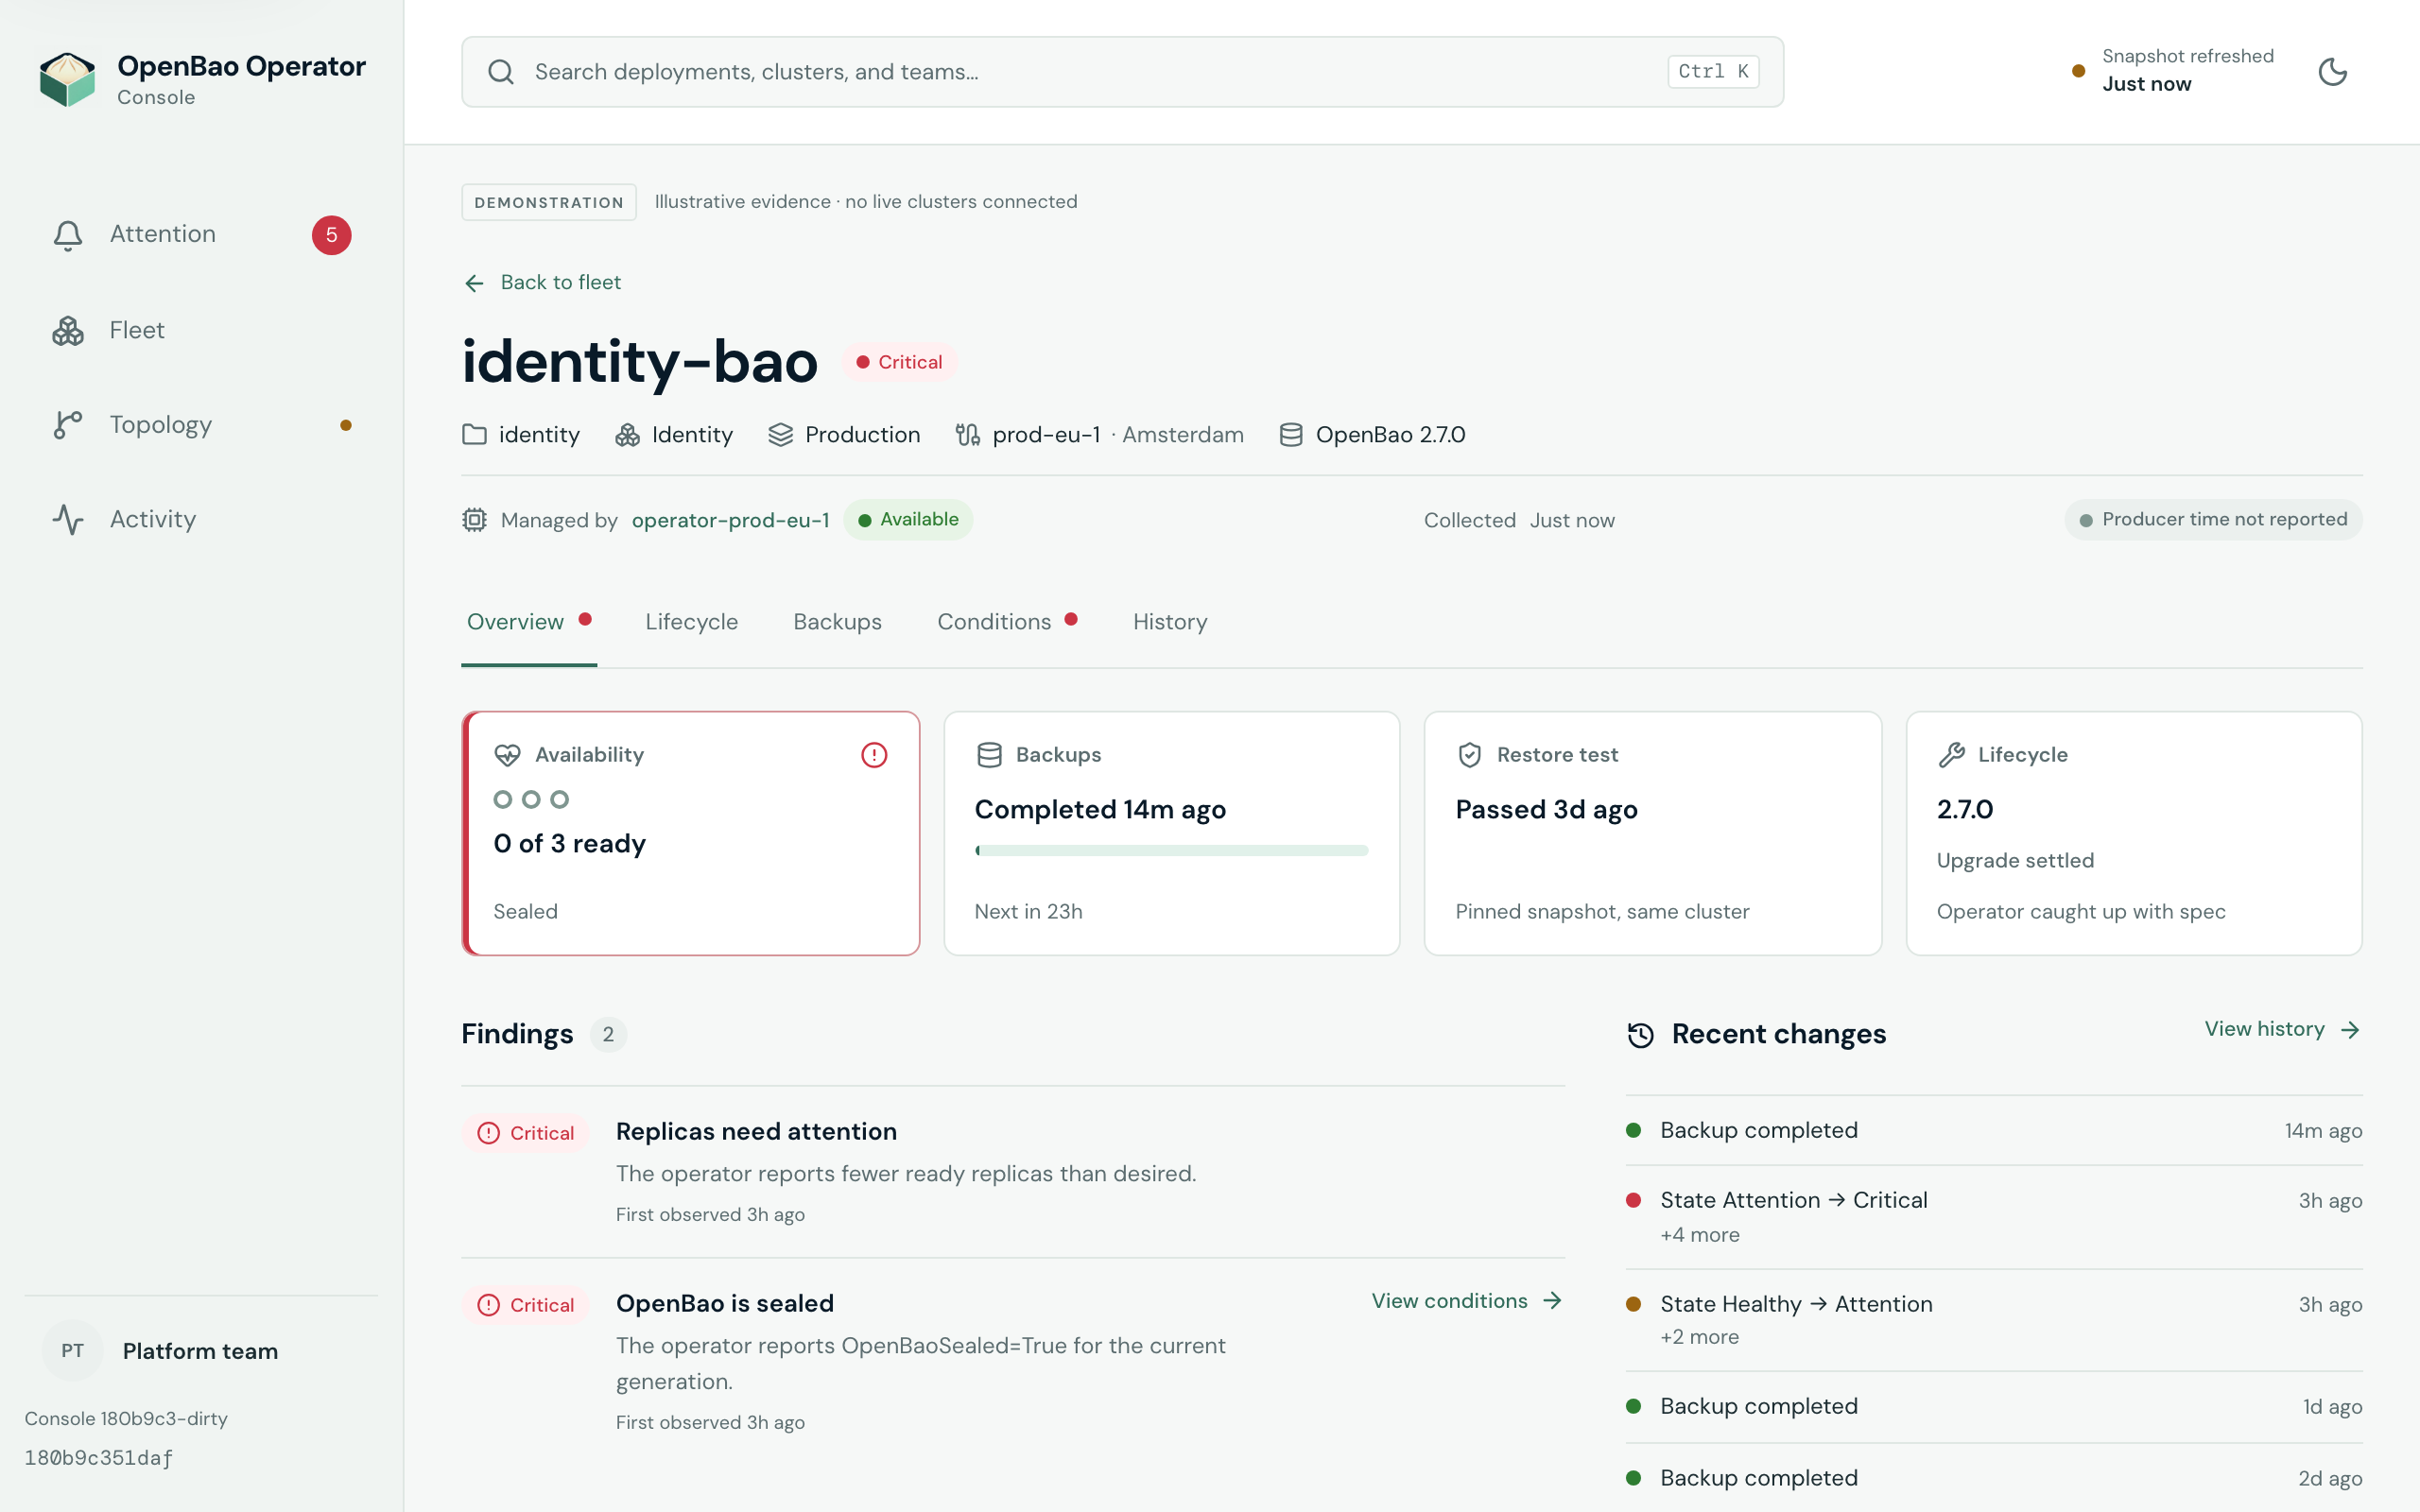 OpenBao Operator
Console
Search deployments, clusters, and teams...
Ctrl K
Snapshot refreshed
Just now
Attention
5
Fleet
Topology
Activity
DEMONSTRATION
Illustrative evidence · no live clusters connected
Back to fleet
identity-bao
Critical
identity
Identity
Production
prod-eu-1 · Amsterdam
OpenBao 2.7.0
Managed by operator-prod-eu-1
Available
Collected Just now
Producer time not reported
Overview
Lifecycle
Backups
Conditions
History
Availability
0 of 3 ready
Sealed
Backups
Completed 14m ago
Next in 23h
Restore test
Passed 3d ago
Pinned snapshot, same cluster
Lifecycle
2.7.0
Upgrade settled
Operator caught up with spec
Findings
2
Critical
Replicas need attention
The operator reports fewer ready replicas than desired.
First observed 3h ago
Critical
OpenBao is sealed
View conditions →
The operator reports OpenBaoSealed=True for the current
generation.
First observed 3h ago
Recent changes
View history →
Backup completed
14m ago
State Attention → Critical
3h ago
+4 more
State Healthy → Attention
3h ago
+2 more
Backup completed
1d ago
Backup completed
2d ago
PT
Platform team
Console 180b9c3-dirty
180b9c351daf